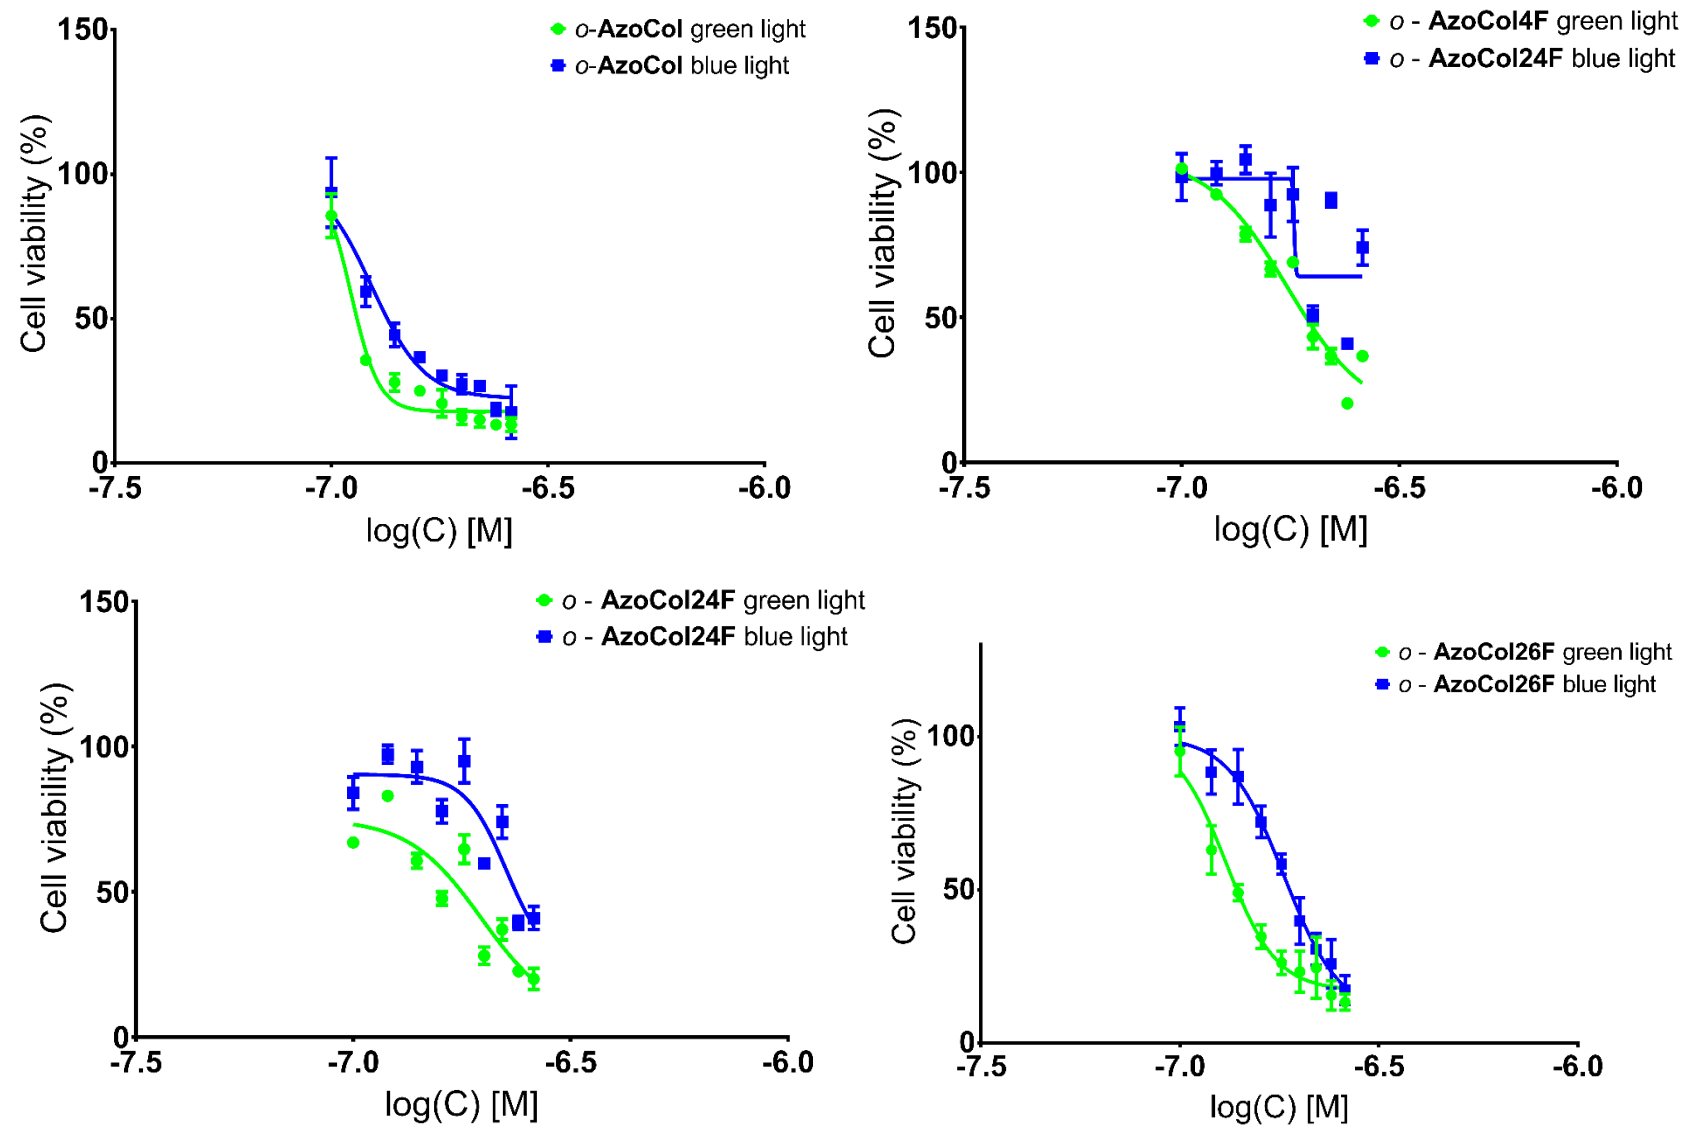 o-AzoCol green light
o-AzoCol blue light
150
100
50
0
-7.5
-7.0
-6.5
-6.0
Cell viability (%)
log(C) [M]
o - AzoCol4F green light
o - AzoCol24F blue light
150
100
50
0
-7.5
-7.0
-6.5
-6.0
Cell viability (%)
log(C) [M]
o - AzoCol24F green light
o - AzoCol24F blue light
150
100
50
0
-7.5
-7.0
-6.5
-6.0
Cell viability (%)
log(C) [M]
o - AzoCol26F green light
o - AzoCol26F blue light
100
50
0
-7.5
-7.0
-6.5
-6.0
Cell viability (%)
log(C) [M]